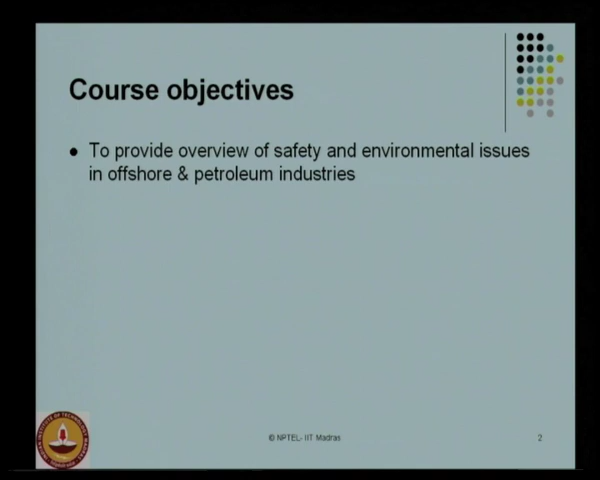 Course objectives
● To provide overview of safety and environmental issues
in offshore & petroleum industries
© NPTEL- IIT Madras
2